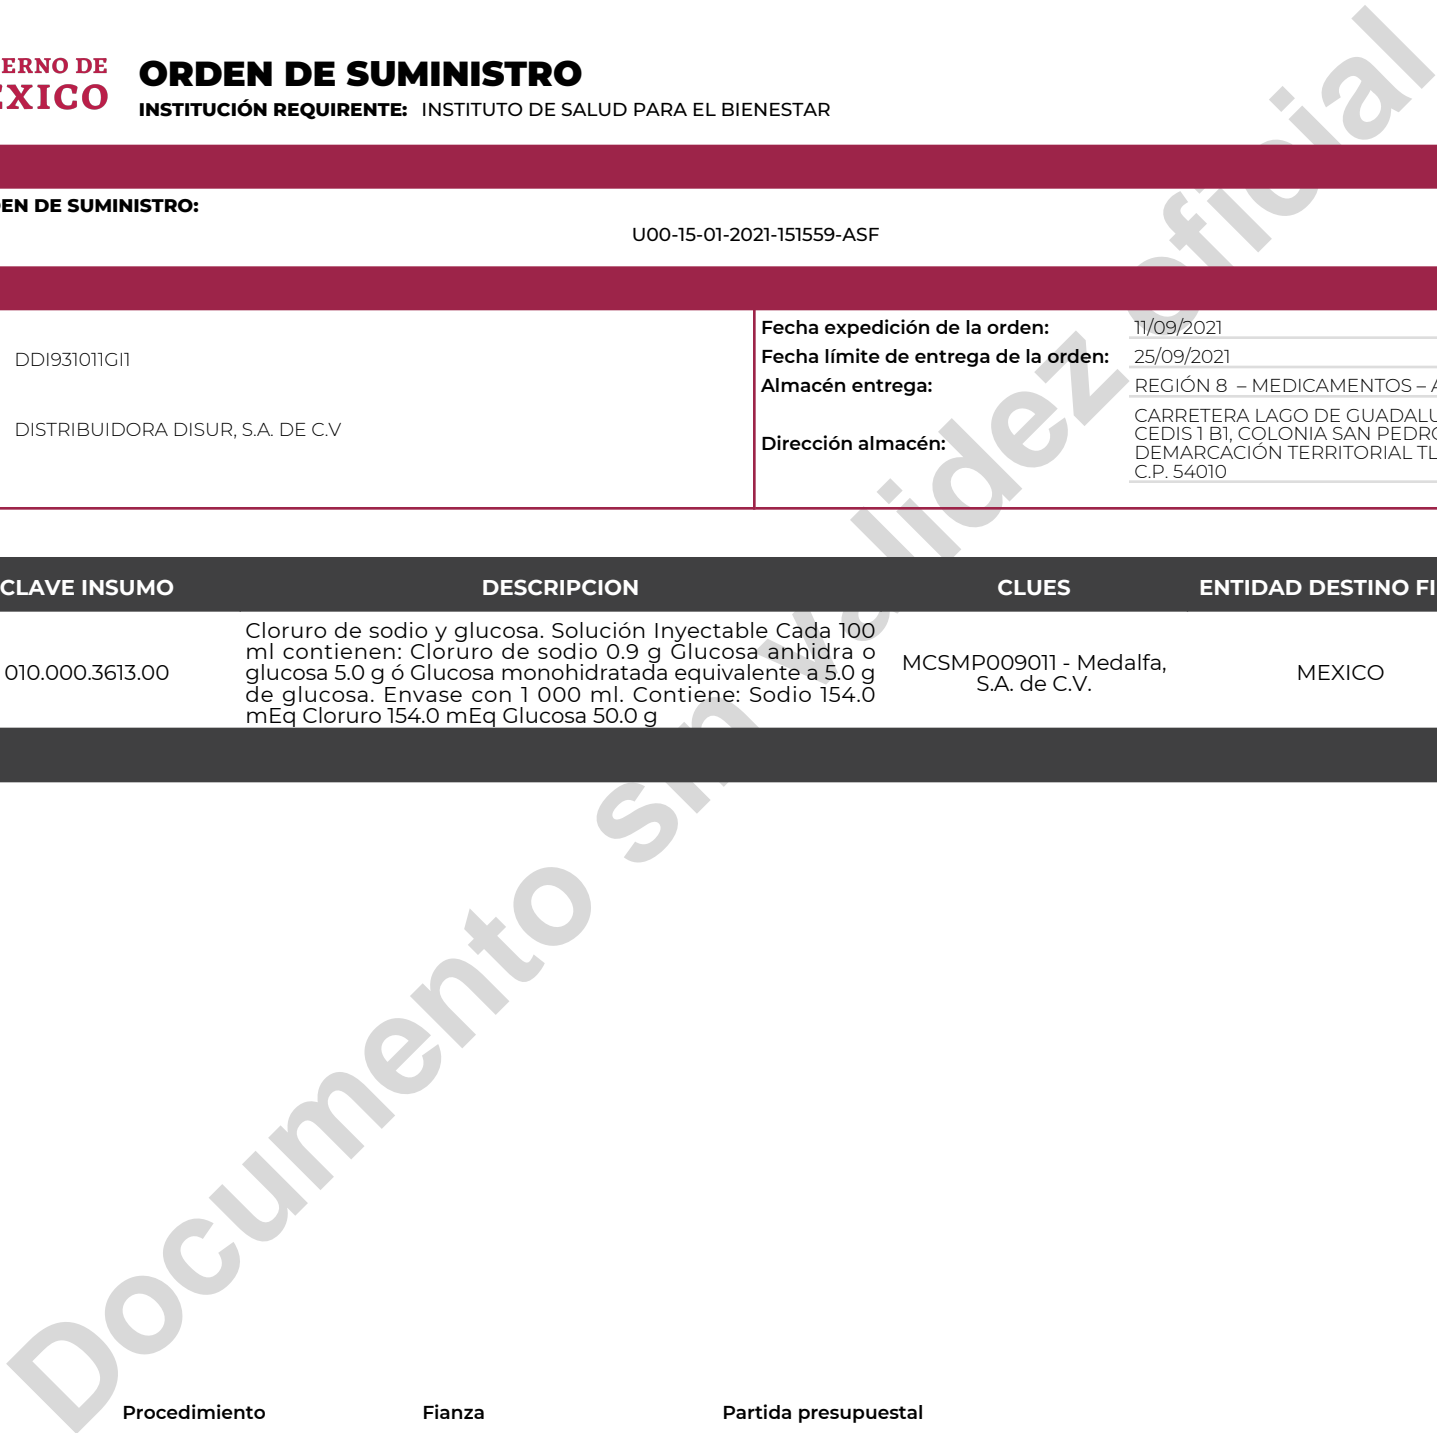 ERNO DE
EXICO
ORDEN DE SUMINISTRO
INSTITUCIÓN REQUIRENTE: INSTITUTO DE SALUD PARA EL BIENESTAR
EN DE SUMINISTRO:
U00-15-01-2021-151559-ASF
DDI931011GI1
DISTRIBUIDORA DISUR, S.A. DE C.V
Fecha expedición de la orden: 11/09/2021
Fecha límite de entrega de la orden: 25/09/2021
Almacén entrega: REGIÓN 8 – MEDICAMENTOS – A
Dirección almacén:
CARRETERA LAGO DE GUADALU
CEDIS 1 B1, COLONIA SAN PEDRO
DEMARCACIÓN TERRITORIAL TL
C.P. 54010
CLAVE INSUMO DESCRIPCION CLUES ENTIDAD DESTINO FI
010.000.3613.00
Cloruro de sodio y glucosa. Solución Inyectable Cada 100
ml contienen: Cloruro de sodio 0.9 g Glucosa anhidra o
glucosa 5.0 g ó Glucosa monohidratada equivalente a 5.0 g
de glucosa. Envase con 1 000 ml. Contiene: Sodio 154.0
mEq Cloruro 154.0 mEq Glucosa 50.0 g
MCSMP009011 - Medalfa,
S.A. de C.V.
MEXICO
Documento sin validez oficial
Procedimiento Fianza Partida presupuestal